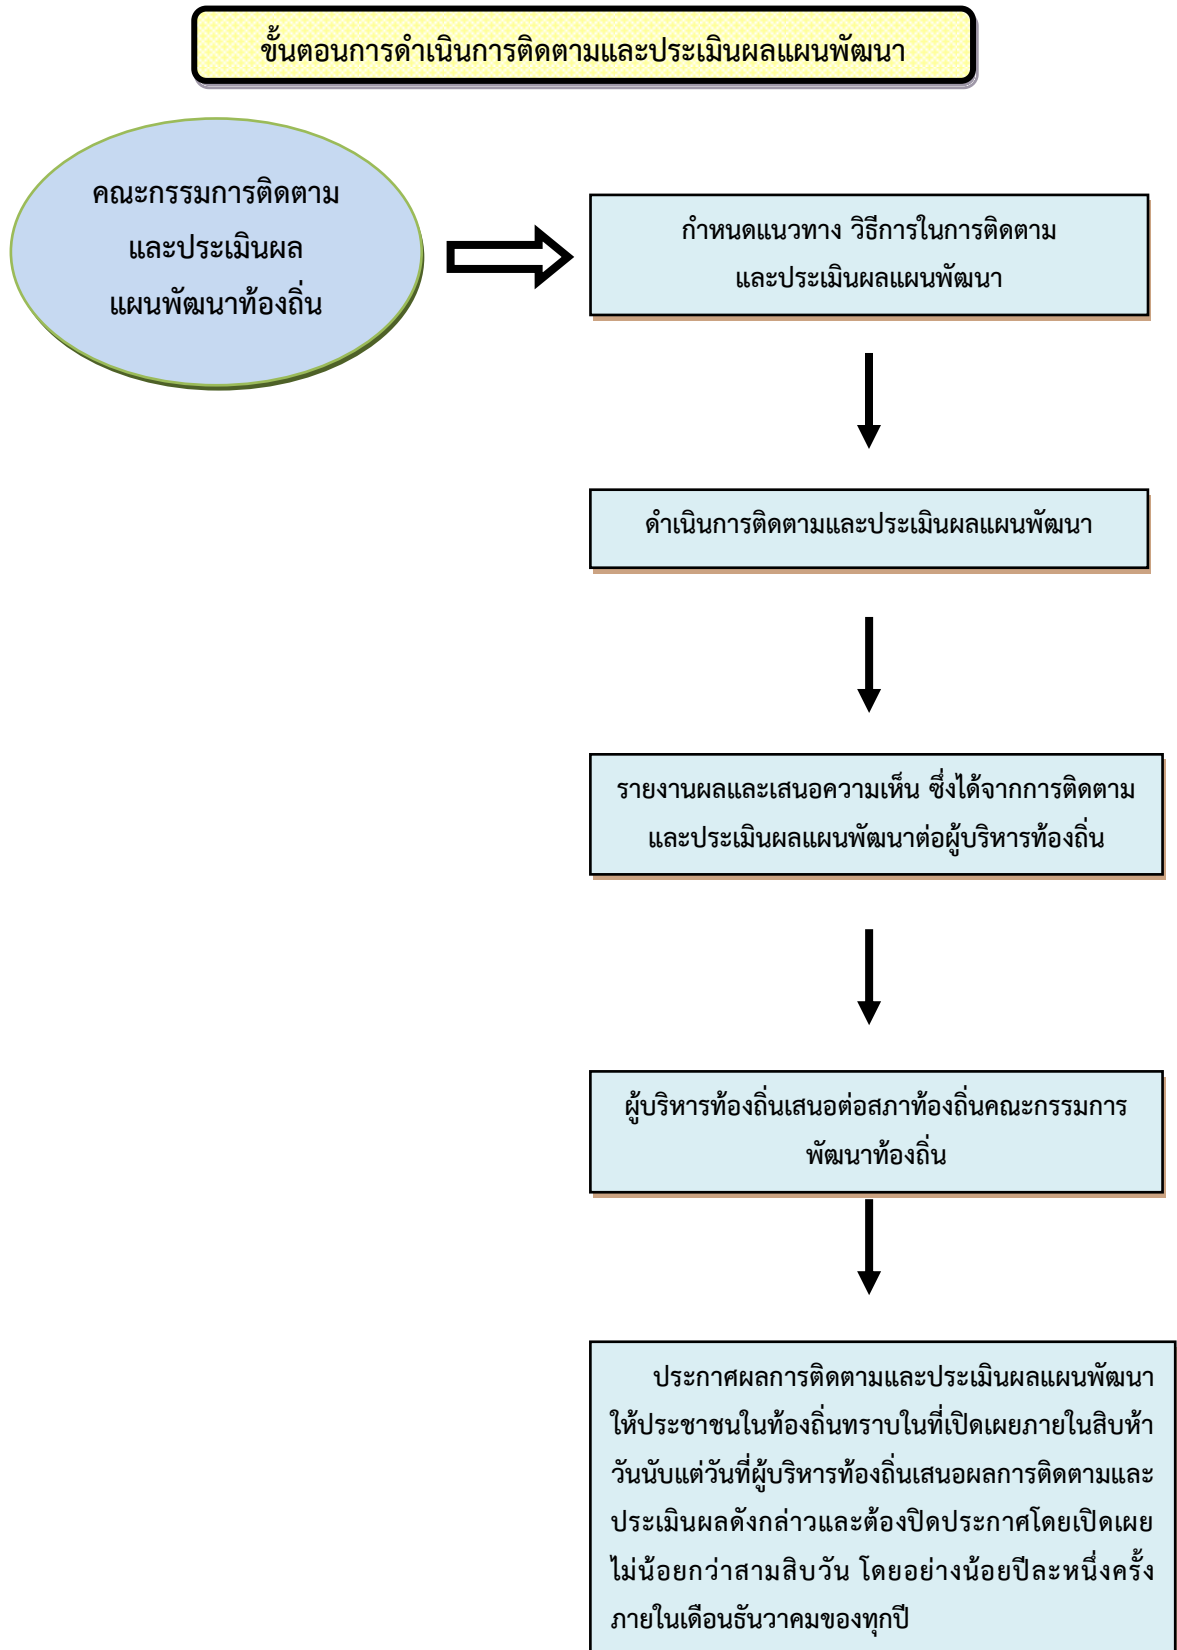 ขั้นตอนการดำเนินการติดตามและประเมินผลแผนพัฒนา
คณะกรรมการติดตาม
และประเมินผล
แผนพัฒนาท้องถิ่น
กำหนดแนวทาง วิธีการในการติดตาม
และประเมินผลแผนพัฒนา
ดำเนินการติดตามและประเมินผลแผนพัฒนา
รายงานผลและเสนอความเห็น ซึ่งได้จากการติดตาม
และประเมินผลแผนพัฒนาต่อผู้บริหารท้องถิ่น
ผู้บริหารท้องถิ่นเสนอต่อสภาท้องถิ่นคณะกรรมการ
พัฒนาท้องถิ่น
ประกาศผลการติดตามและประเมินผลแผนพัฒนา
ให้ประชาชนในท้องถิ่นทราบในที่เปิดเผยภายในสิบห้า
วันนับแต่วันที่ผู้บริหารท้องถิ่นเสนอผลการติดตามและ
ประเมินผลดังกล่าวและต้องปิดประกาศโดยเปิดเผย
ไม่น้อยกว่าสามสิบวัน โดยอย่างน้อยปีละหนึ่งครั้ง
ภายในเดือนธันวาคมของทุกปี